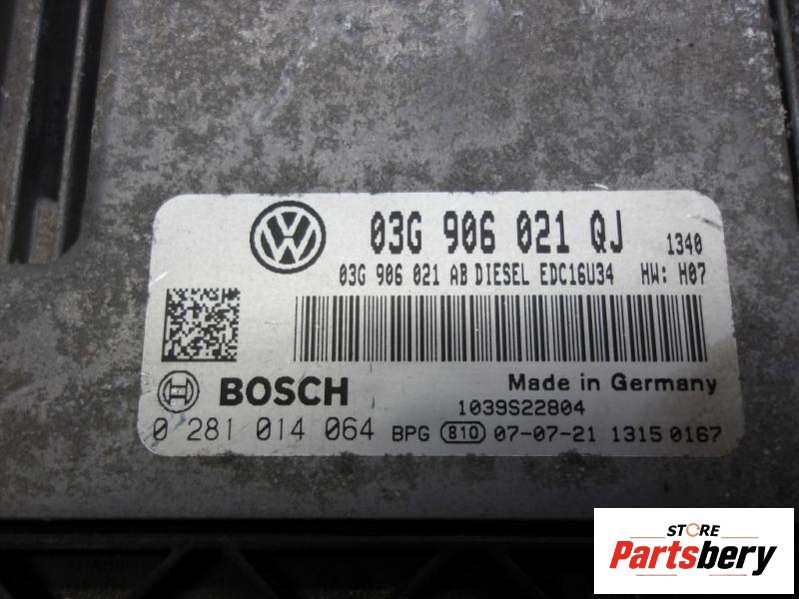 03G 906 021 QJ 1340
03G 906 021 AB DIESEL EDC16U34 HW: H07
BOSCH Made in Germany
1039S22804
0 281 014 064 BPG 810 07-07-21 1315 0167
STORE
Partsbery